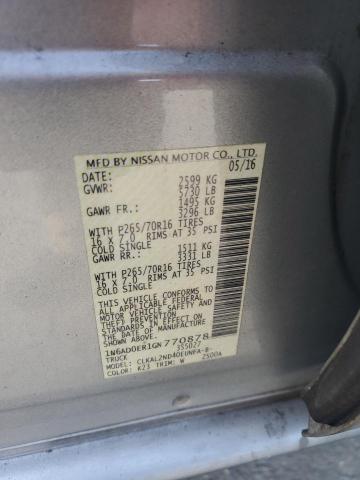 MFD BY NISSAN MOTOR CO., LTD.
DATE: 05/16
GVWR: 2599 KG
5730 LB
GAWR FR.: 1495 KG
3296 LB
WITH P265/70R16 TIRES
16 X 7.0 RIMS AT 35 PSI
COLD SINGLE
GAWR RR.: 1511 KG
3331 LB
WITH P265/70R16 TIRES
16 X 7.0 RIMS AT 35 PSI
COLD SINGLE
THIS VEHICLE CONFORMS TO
ALL APPLICABLE FEDERAL
MOTOR VEHICLE SAFETY
STANDARDS IN EFFECT ON
THE DATE OF MANUFACTURE
SHOWN ABOVE.
1N6AD0ER1GN770878
TRUCK 355027
MODEL: CLKAL2ND40EUNPA-B-
COLOR: K23 TRIM: W Z500A